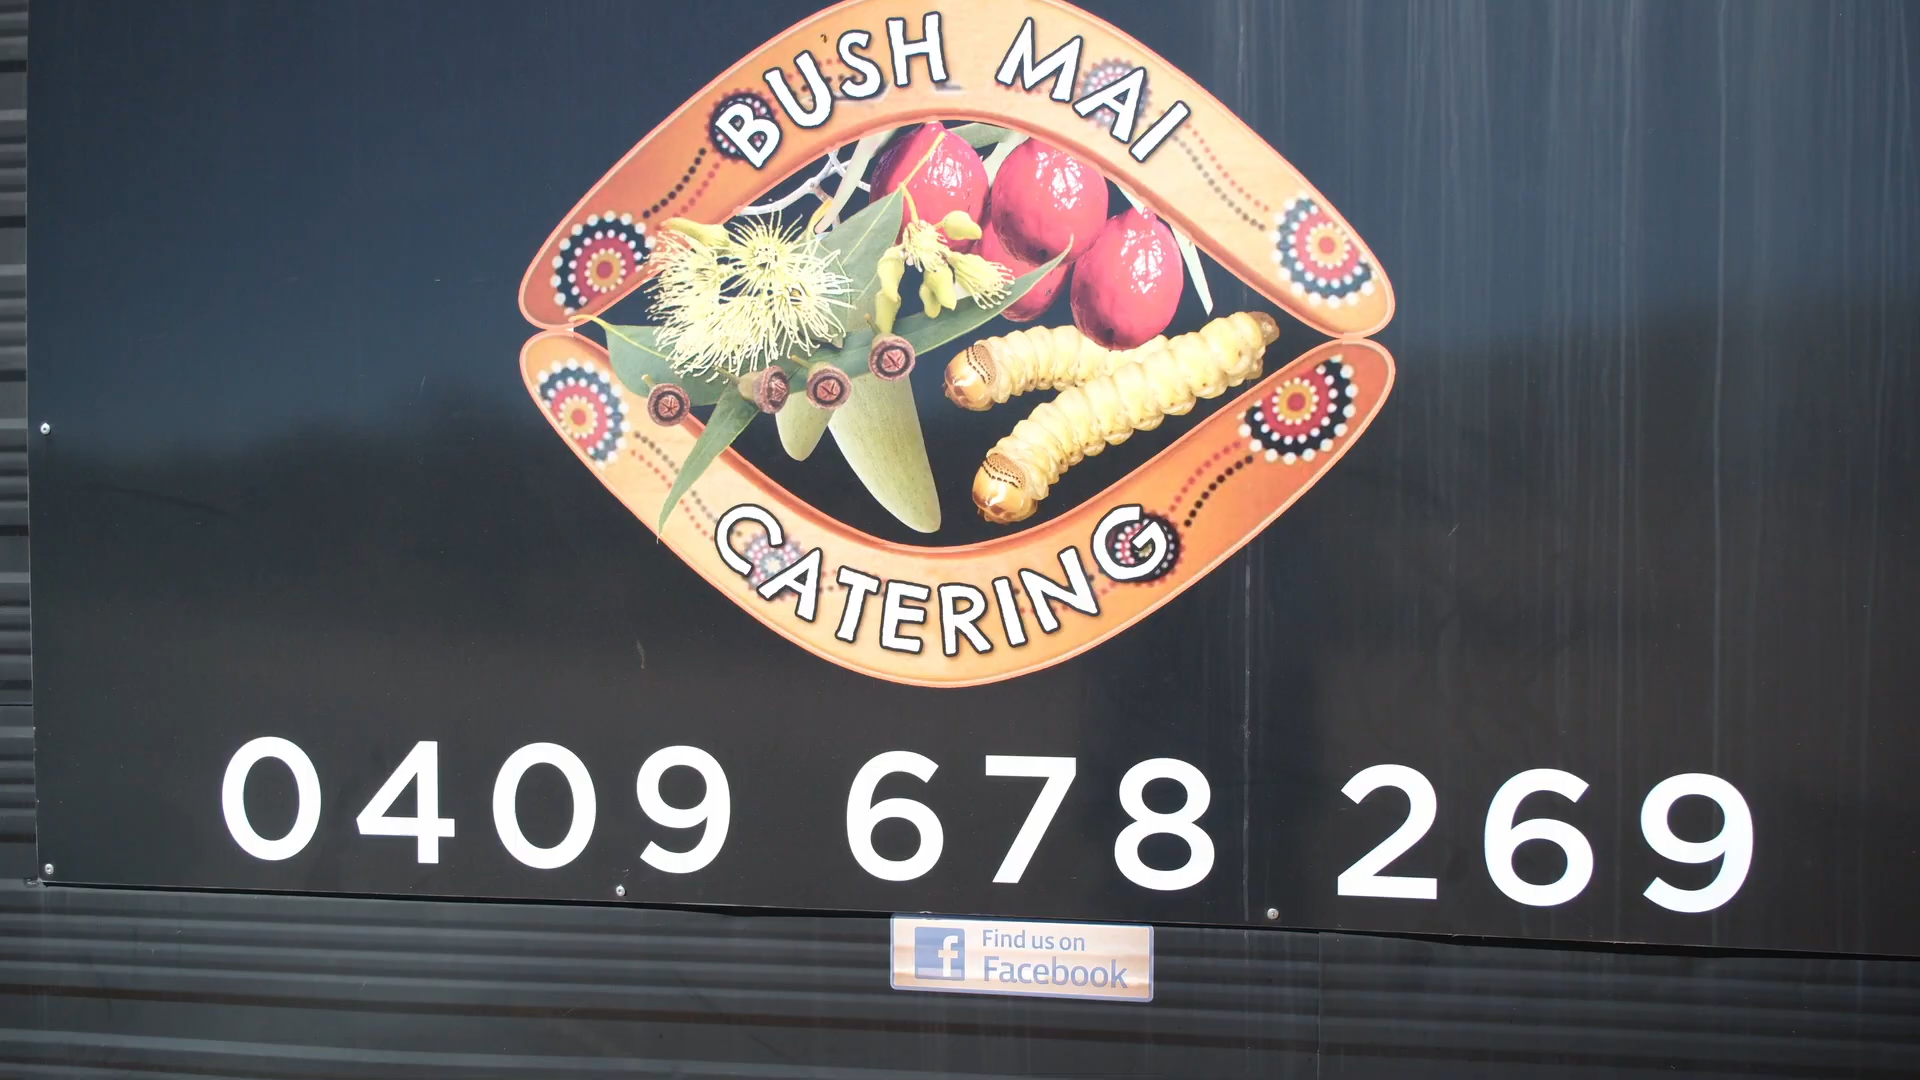 BUSH MAI
CATERING
0409 678 269
Find us on
Facebook